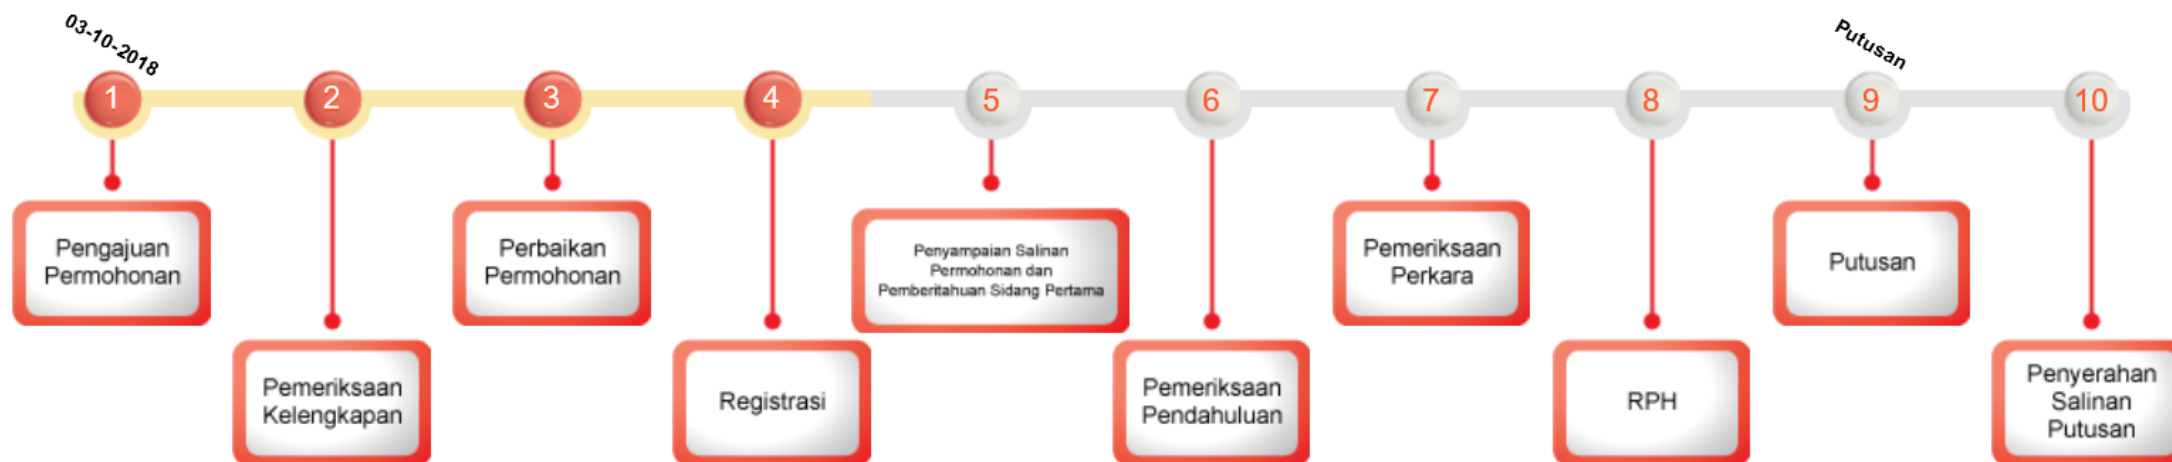 03-10-2018
Putusan
1
2
3
4
5
6
7
8
9
10
Pengajuan
Permohonan
Pemeriksaan
Kelengkapan
Perbaikan
Permohonan
Registrasi
Penyampaian Salinan
Permohonan dan
Pemberitahuan Sidang Pertama
Pemeriksaan
Pendahuluan
Pemeriksaan
Perkara
RPH
Putusan
Penyerahan
Salinan
Putusan